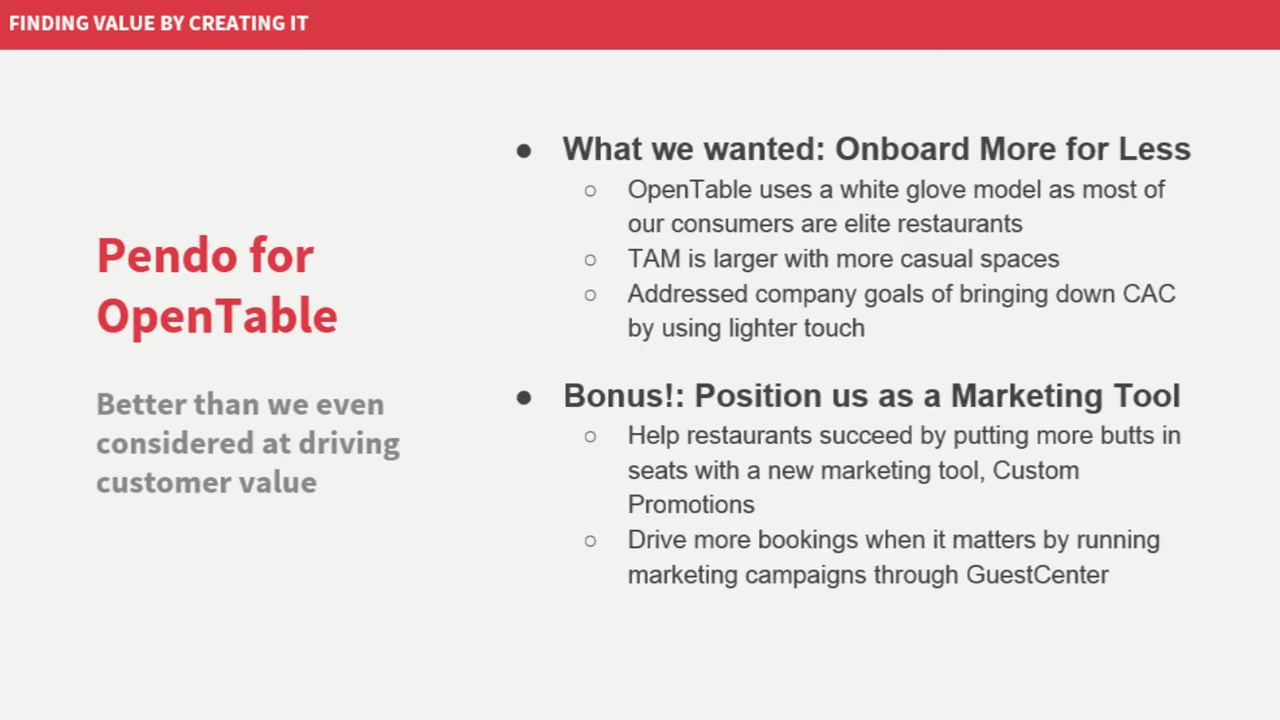 FINDING VALUE BY CREATING IT
Pendo for
OpenTable
Better than we even
considered at driving
customer value
● What we wanted: Onboard More for Less
○ OpenTable uses a white glove model as most of
our consumers are elite restaurants
○ TAM is larger with more casual spaces
○ Addressed company goals of bringing down CAC
by using lighter touch
● Bonus!: Position us as a Marketing Tool
○ Help restaurants succeed by putting more butts in
seats with a new marketing tool, Custom
Promotions
○ Drive more bookings when it matters by running
marketing campaigns through GuestCenter